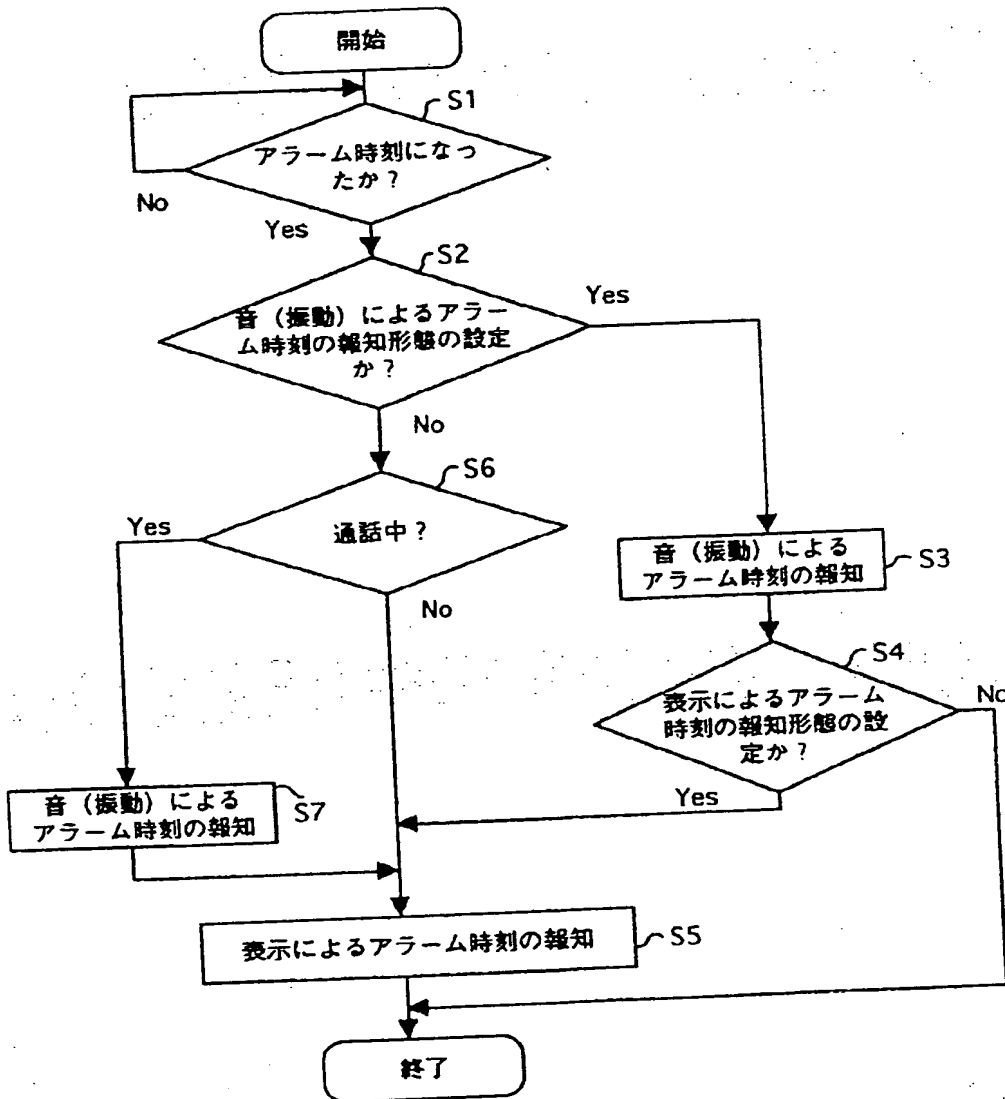 開始
S1
アラーム時刻になっ
たか？
No
Yes
S2
音（振動）によるアラー
ム時刻の報知形態の設定
か？
Yes
No
S6
通話中？
Yes
No
音（振動）による
アラーム時刻の報知
S3
S4
表示によるアラーム
時刻の報知形態の設
定か？
No
Yes
音（振動）による
アラーム時刻の報知
S7
表示によるアラーム時刻の報知
S5
終了